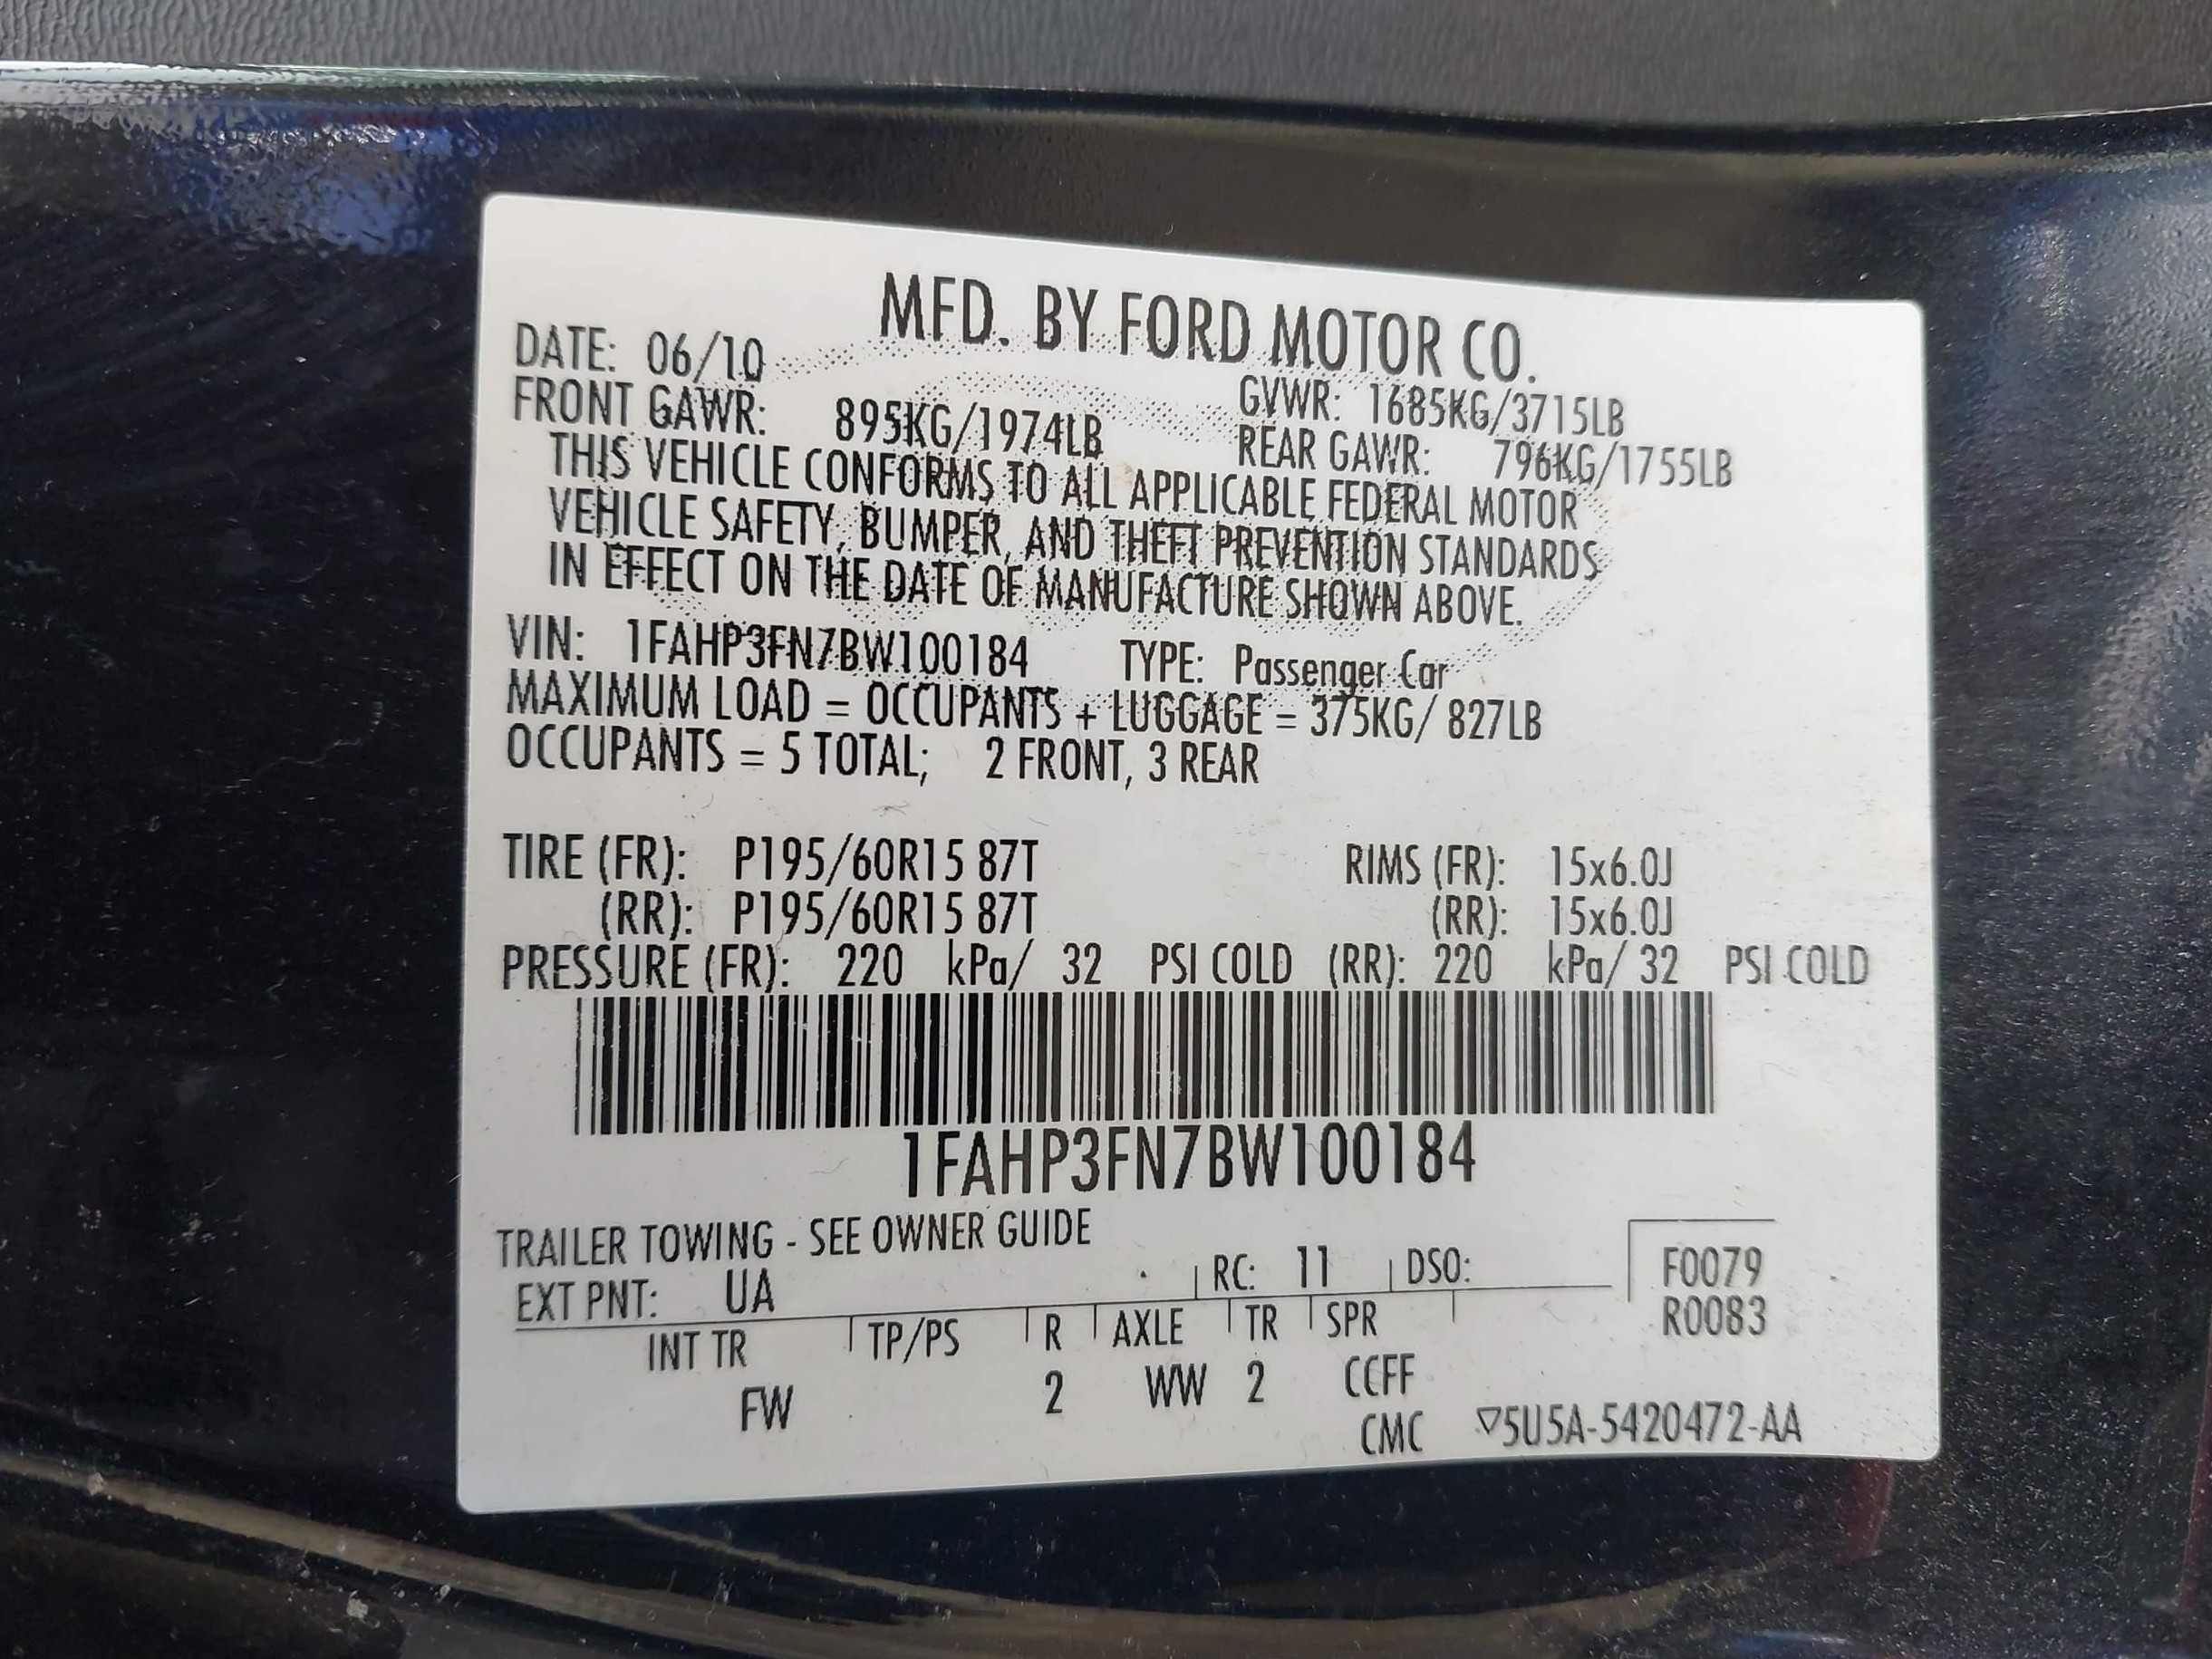 MFD. BY FORD MOTOR CO.
DATE: 06/10 GVWR: 1685KG/3715LB
FRONT GAWR: 895KG/1974LB REAR GAWR: 796KG/1755LB
THIS VEHICLE CONFORMS TO ALL APPLICABLE FEDERAL MOTOR
VEHICLE SAFETY, BUMPER, AND THEFT PREVENTION STANDARDS
IN EFFECT ON THE DATE OF MANUFACTURE SHOWN ABOVE.
VIN: 1FAHP3FN7BW100184 TYPE: Passenger Car
MAXIMUM LOAD = OCCUPANTS + LUGGAGE = 375KG/ 827LB
OCCUPANTS = 5 TOTAL; 2 FRONT, 3 REAR
TIRE (FR): P195/60R15 87T RIMS (FR): 15x6.0J
(RR): P195/60R15 87T (RR): 15x6.0J
PRESSURE (FR): 220 kPa/ 32 PSI COLD (RR): 220 kPa/ 32 PSI COLD
1FAHP3FN7BW100184
TRAILER TOWING - SEE OWNER GUIDE
EXT PNT: UA RC: 11 DSO: F0079
R0083
INT TR TP/PS R AXLE TR SPR
FW 2 WW 2 CCFF
CMC ▽5U5A-5420472-AA